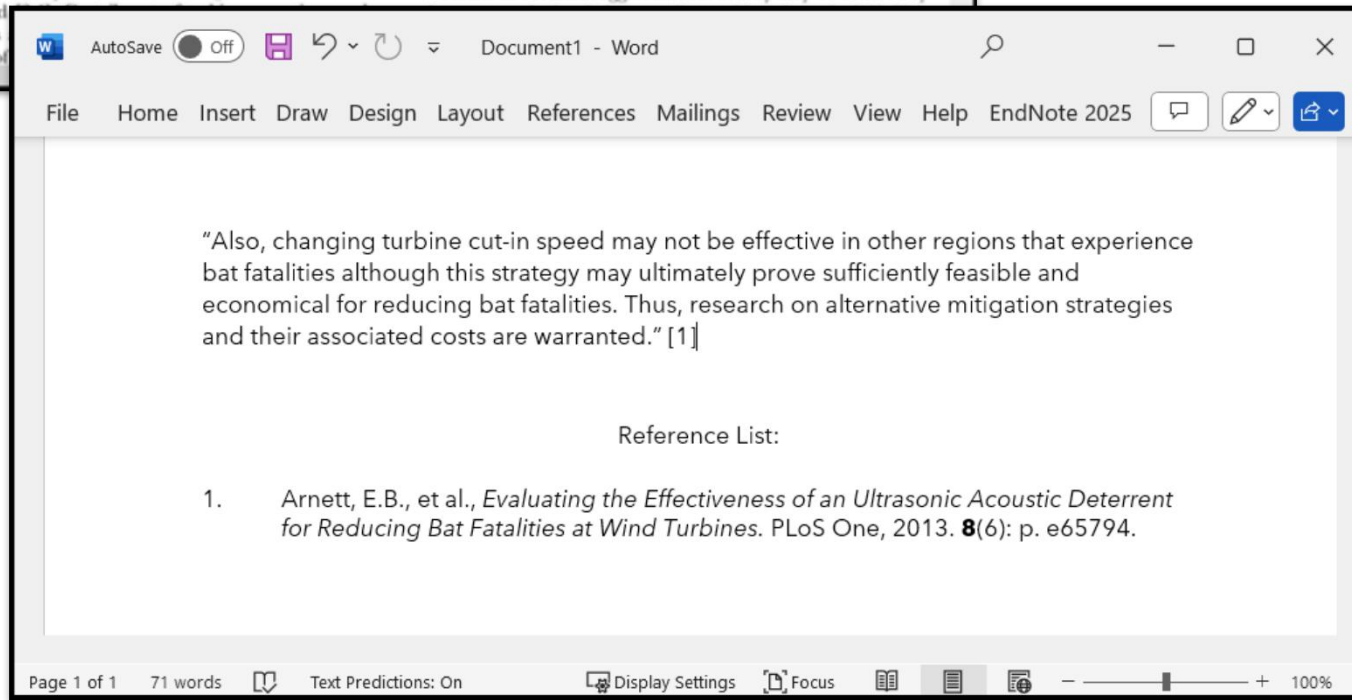 W AutoSave Off Document1 - Word
File Home Insert Draw Design Layout References Mailings Review View Help EndNote 2025
“Also, changing turbine cut-in speed may not be effective in other regions that experience
bat fatalities although this strategy may ultimately prove sufficiently feasible and
economical for reducing bat fatalities. Thus, research on alternative mitigation strategies
and their associated costs are warranted.” [1]
Reference List:
1. Arnett, E.B., et al., Evaluating the Effectiveness of an Ultrasonic Acoustic Deterrent
for Reducing Bat Fatalities at Wind Turbines. PLoS One, 2013. 8(6): p. e65794.
Page 1 of 1 71 words Text Predictions: On Display Settings Focus 100%